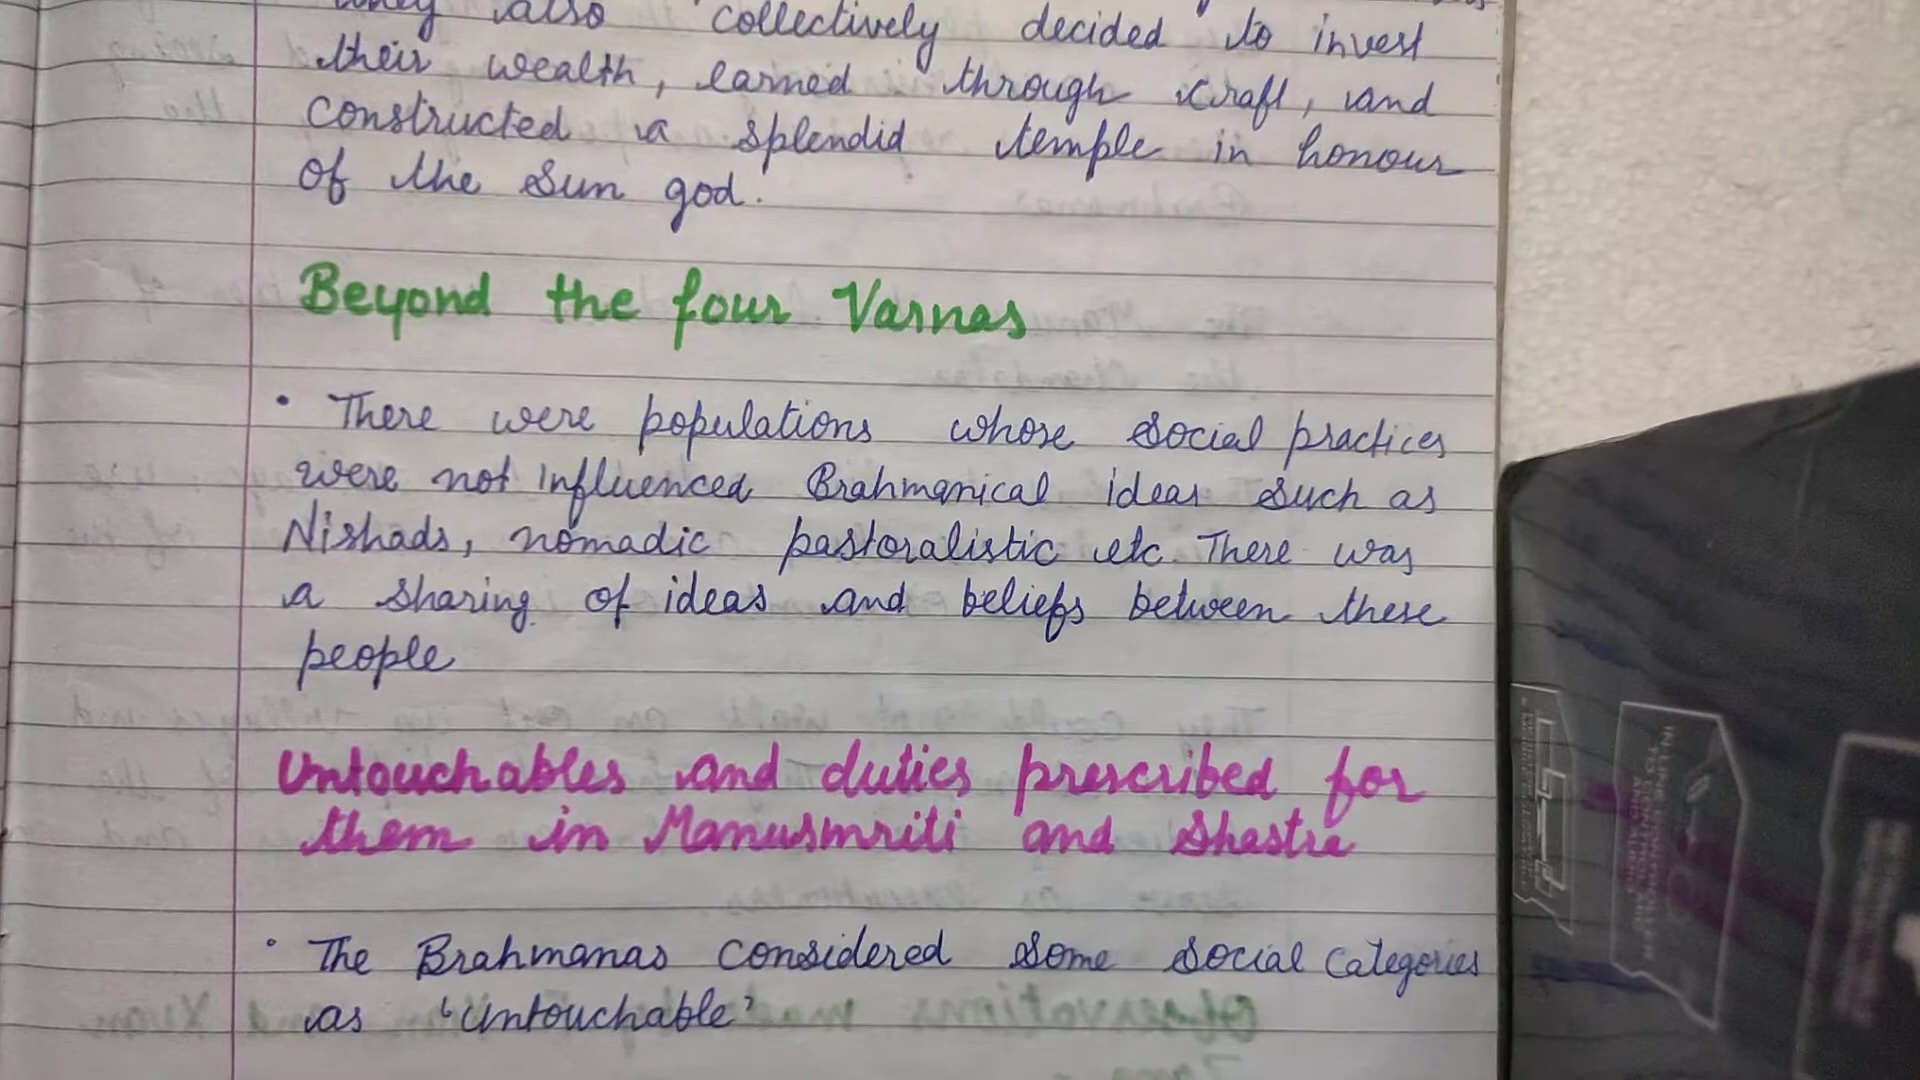 they also collectively decided to invest
their wealth, earned through craft, and
constructed a splendid temple in honour
of the Sun god.
Beyond the four Varnas
• There were populations whose social practices
were not influenced Brahmanical ideas such as
Nishads, nomadic pastoralistic etc. There was
a sharing of ideas and beliefs between these
people
Untouchables and duties prescribed for
them in Manusmriti and Shastra
• The Brahmanas considered some social categories
as 'untouchable'